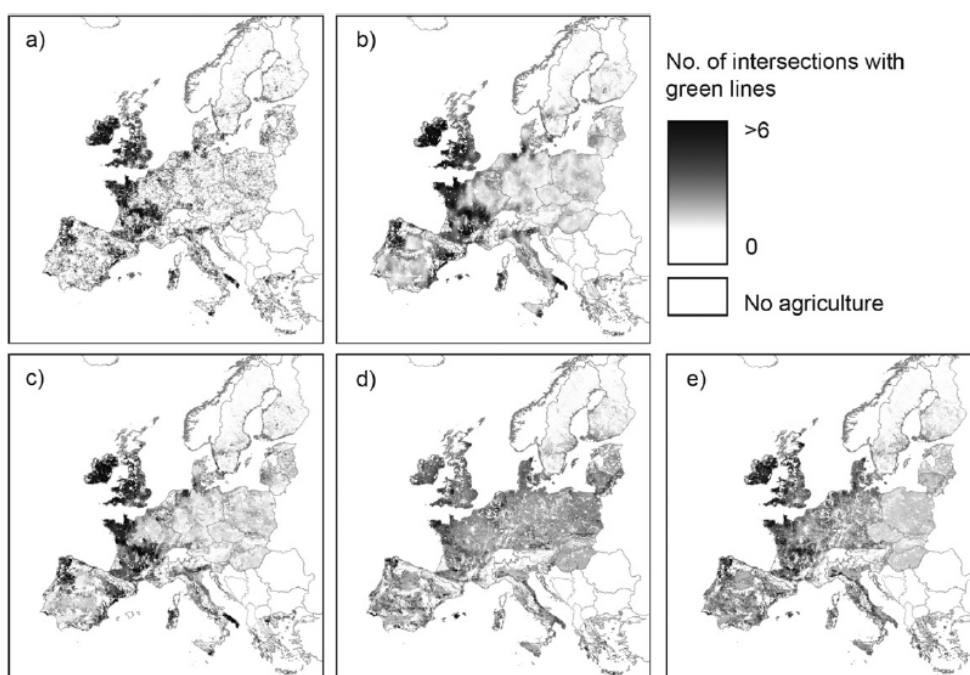 a)
b)
No. of intersections with
green lines
>6
0
No agriculture
c)
d)
e)